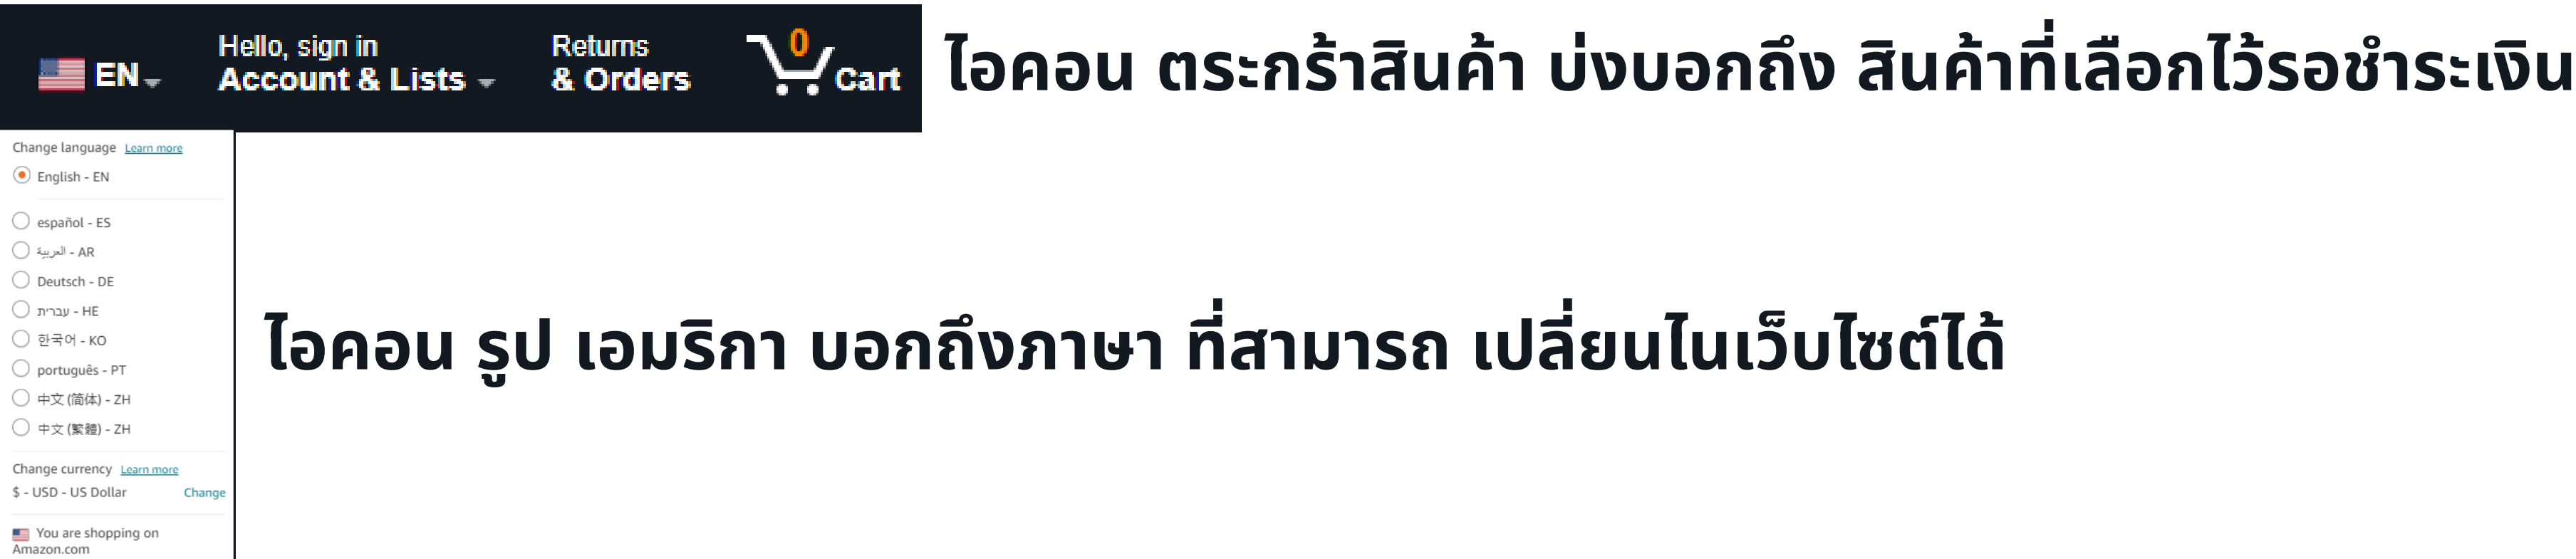 EN
Hello, sign in
Account & Lists
Returns
& Orders
0
Cart
ไอคอน ตระกร้าสินค้า บ่งบอกถึง สินค้าที่เลือกไว้รอชำระเงิน
Change language Learn more
English - EN
español - ES
العربية - AR
Deutsch - DE
עברית - HE
한국어 - KO
português - PT
中文 (简体) - ZH
中文 (繁體) - ZH
Change currency Learn more
$ - USD - US Dollar Change
You are shopping on
Amazon.com
ไอคอน รูป เอมริกา บอกถึงภาษา ที่สามารถ เปลี่ยนไนเว็บไซต์ได้